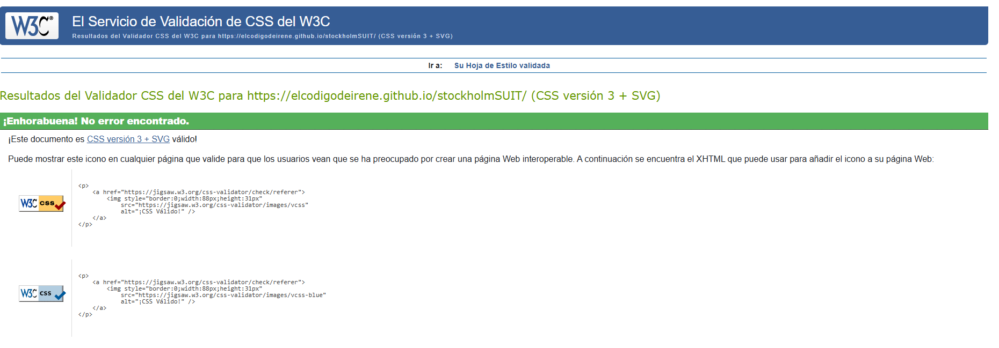 W3C® El Servicio de Validación de CSS del W3C
Resultados del Validador CSS del W3C para https://elcodigodeirene.github.io/stockholmSUIT/ (CSS versión 3 + SVG)
Ir a: Su Hoja de Estilo validada
Resultados del Validador CSS del W3C para https://elcodigodeirene.github.io/stockholmSUIT/ (CSS versión 3 + SVG)
¡Enhorabuena! No error encontrado.
¡Este documento es CSS versión 3 + SVG válido!
Puede mostrar este icono en cualquier página que valide para que los usuarios vean que se ha preocupado por crear una página Web interoperable. A continuación se encuentra el XHTML que puede usar para añadir el icono a su página Web:
W3C css
<p>
<a href="https://jigsaw.w3.org/css-validator/check/referer">
<img style="border:0;width:88px;height:31px"
src="https://jigsaw.w3.org/css-validator/images/vcss"
alt="¡CSS Válido!" />
</a>
</p>
W3C css
<p>
<a href="https://jigsaw.w3.org/css-validator/check/referer">
<img style="border:0;width:88px;height:31px"
src="https://jigsaw.w3.org/css-validator/images/vcss-blue"
alt="¡CSS Válido!" />
</a>
</p>